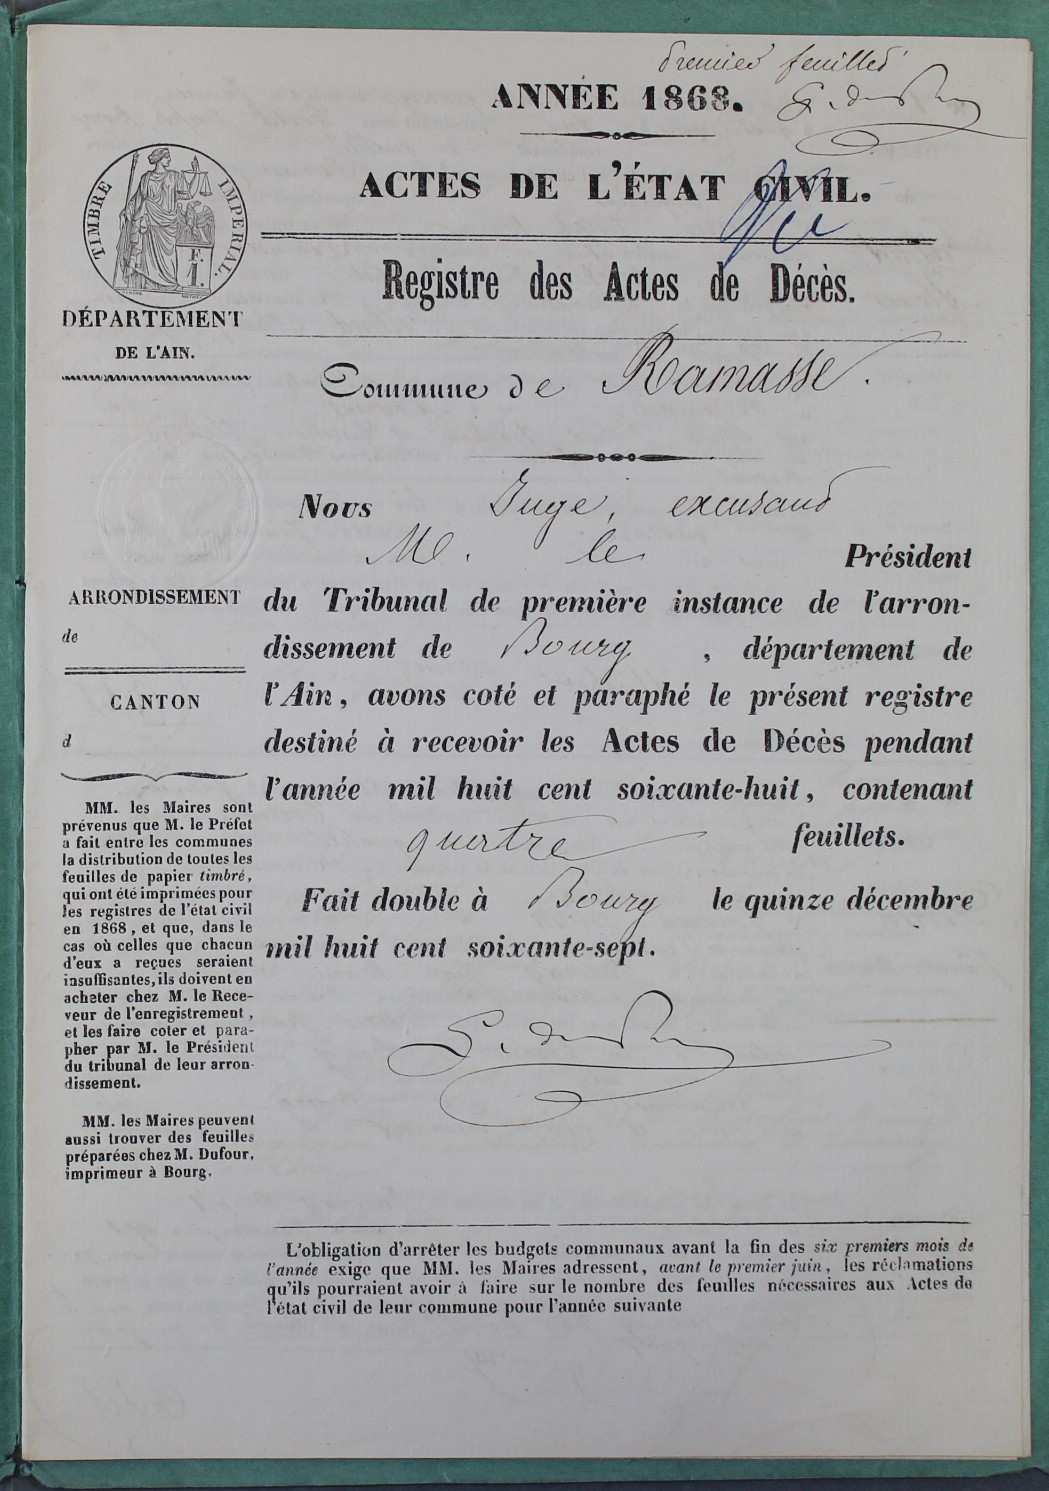 premier feuillet
ANNÉE 1868.
ACTES DE L'ÉTAT CIVIL.
Vu
TIMBRE IMPERIAL.
F. 1.
Registre des Actes de Décès.
DÉPARTEMENT
DE L'AIN.
Commune de Ramasse.
Nous Juge, excusant
M. le Président
du Tribunal de première instance de l'arron-
dissement de Bourg, département de
l'Ain, avons coté et paraphé le présent registre
destiné à recevoir les Actes de Décès pendant
l'année mil huit cent soixante-huit, contenant
quatre feuillets.
Fait double à Bourg le quinze décembre
mil huit cent soixante-sept.
ARRONDISSEMENT
de
CANTON
d
MM. les Maires sont
prévenus que M. le Préfet
a fait entre les communes
la distribution de toutes les
feuilles de papier timbré,
qui ont été imprimées pour
les registres de l'état civil
en 1868, et que, dans le
cas où celles que chacun
d'eux a reçues seraient
insuffisantes, ils doivent en
acheter chez M. le Rece-
veur de l'enregistrement,
et les faire coter et para-
pher par M. le Président
du tribunal de leur arron-
dissement.
MM. les Maires peuvent
aussi trouver des feuilles
préparées chez M. Dufour,
imprimeur à Bourg.
L'obligation d'arrêter les budgets communaux avant la fin des six premiers mois de
l'année exige que MM. les Maires adressent, avant le premier juin, les réclamations
qu'ils pourraient avoir à faire sur le nombre des feuilles nécessaires aux Actes de
l'état civil de leur commune pour l'année suivante